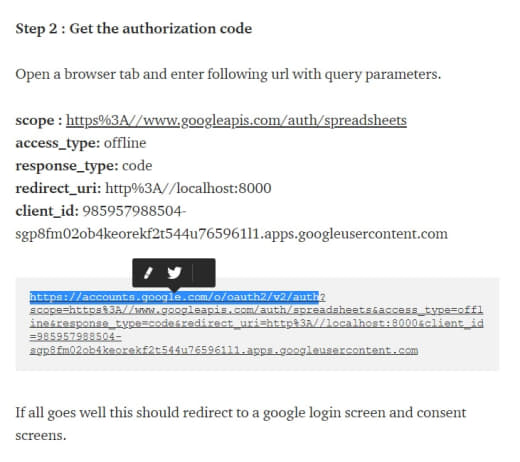 Step 2 : Get the authorization code
Open a browser tab and enter following url with query parameters.
scope : https%3A//www.googleapis.com/auth/spreadsheets
access_type: offline
response_type: code
redirect_uri: http%3A//localhost:8000
client_id: 985957988504-
sgp8fm02ob4keorekf2t544u765961l1.apps.googleusercontent.com
https://accounts.google.com/o/oauth2/v2/auth?
scope=https%3A//www.googleapis.com/auth/spreadsheets&access_type=offl
ine&response_type=code&redirect_uri=http%3A//localhost:8000&client_id
=985957988504-
sgp8fm02ob4keorekf2t544u765961l1.apps.googleusercontent.com
If all goes well this should redirect to a google login screen and consent
screens.